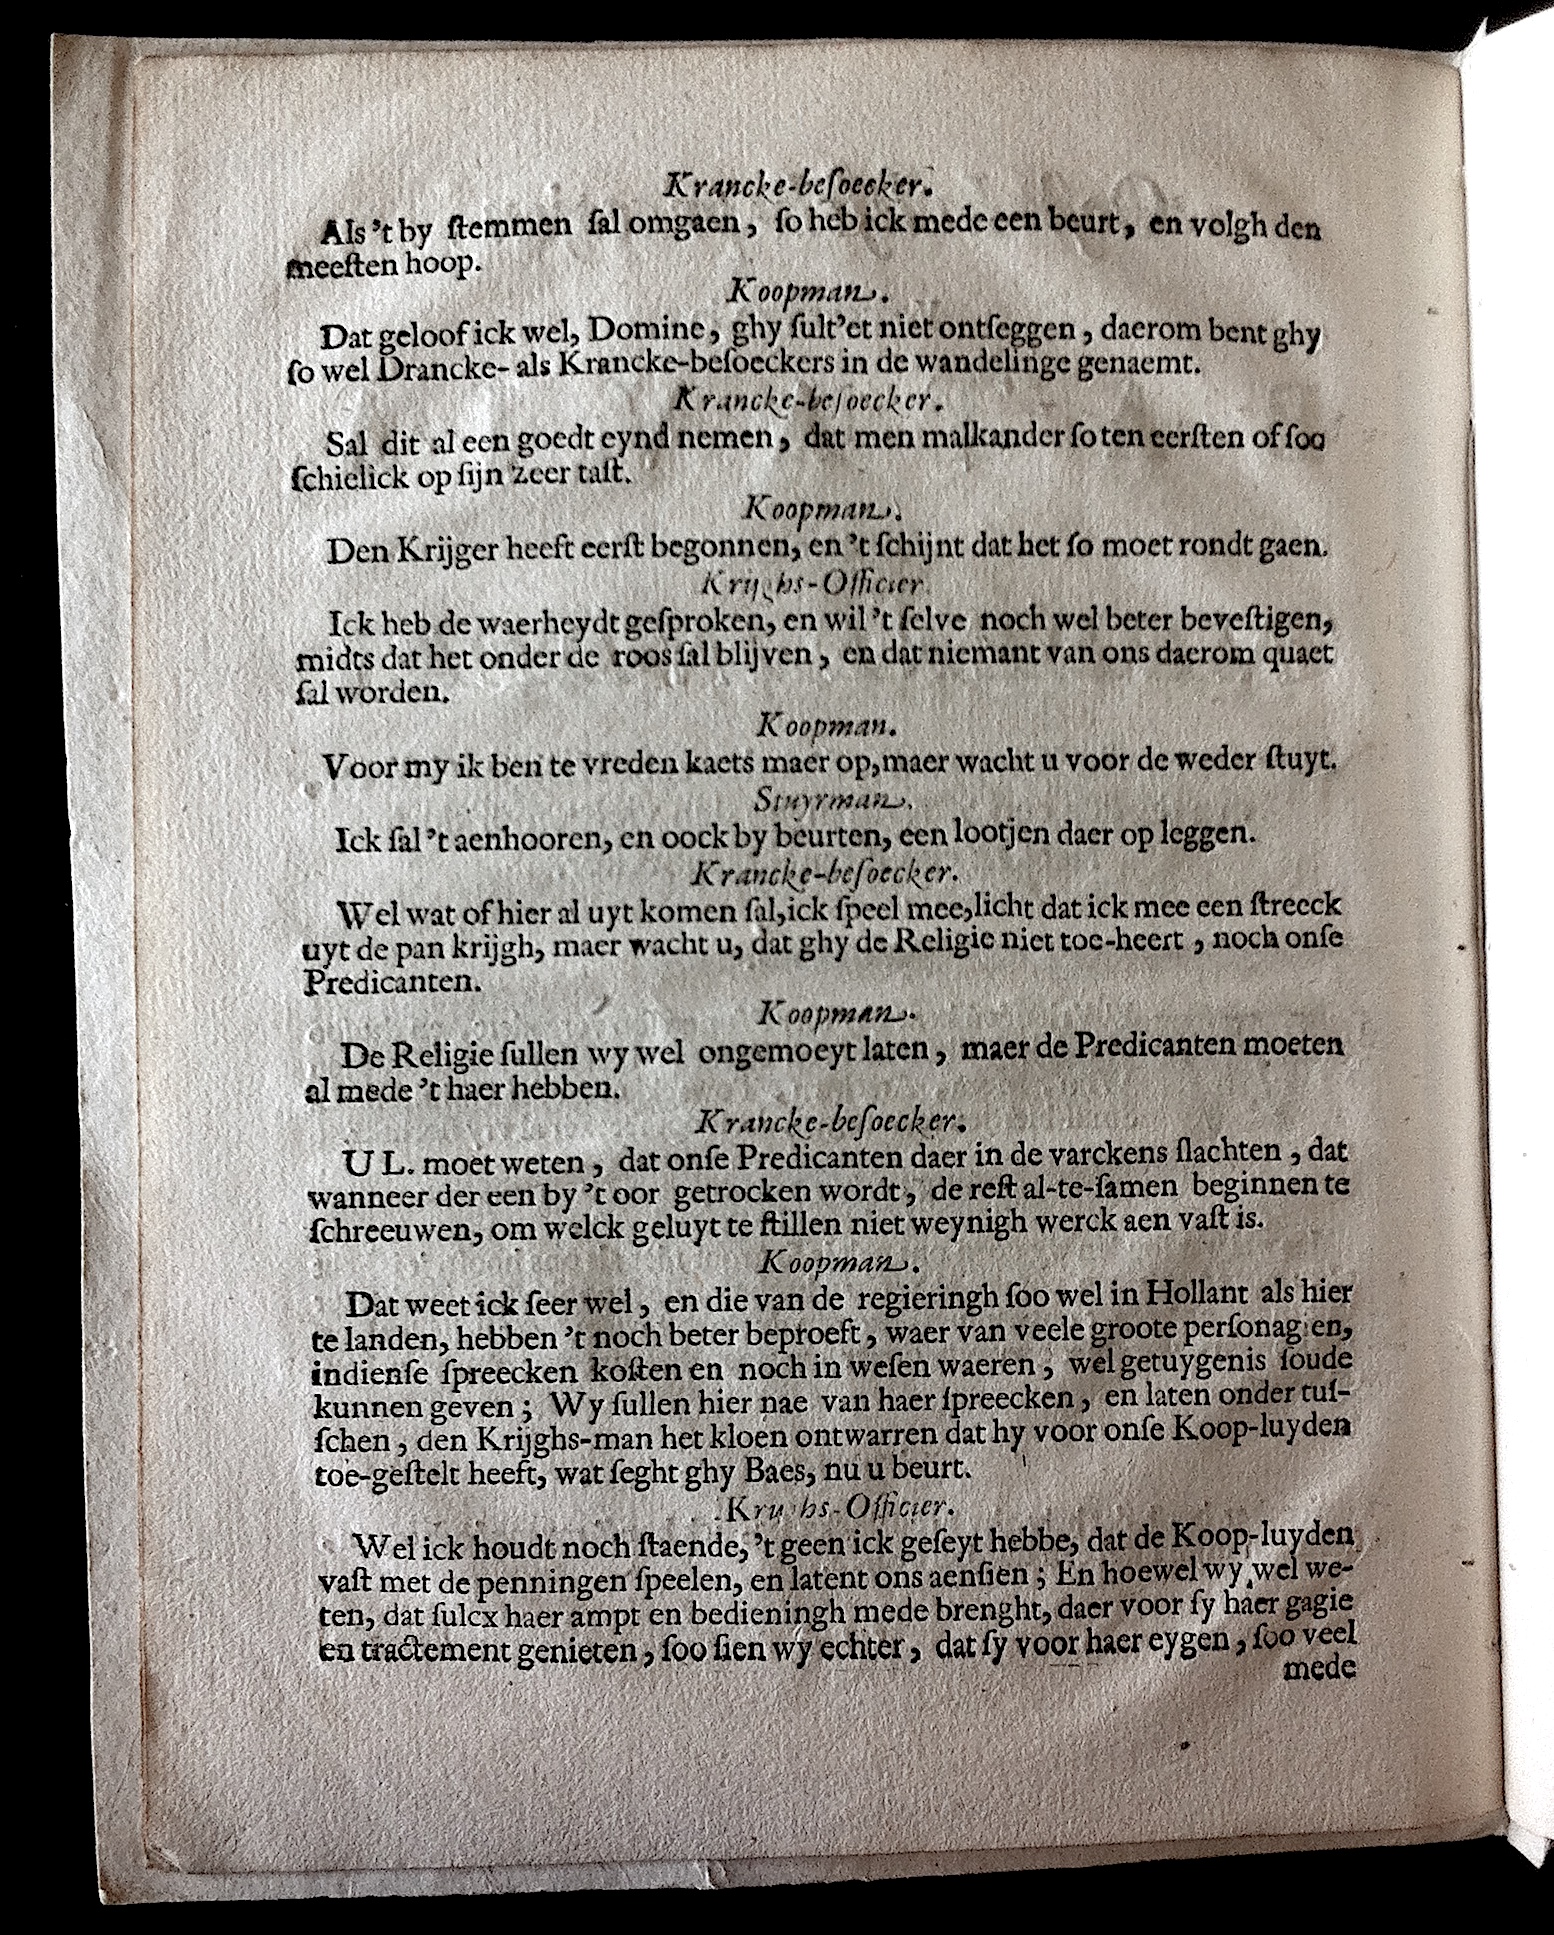 Krancke-beſoecker.
Als 't by ſtemmen ſal omgaen, ſo heb ick mede een beurt, en volgh den
meeſten hoop.
Koopman.
Dat geloof ick wel, Domine, ghy ſult'et niet ontſeggen, daerom bent ghy
ſo wel Drancke- als Krancke-beſoeckers in de wandelinge genaemt.
Krancke-beſoecker.
Sal dit al een goedt eynd nemen, dat men malkander ſo ten eerſten of ſoo
ſchielick op ſijn zeer taſt.
Koopman.
Den Krijger heeft eerſt begonnen, en 't ſchijnt dat het ſo moet rondt gaen.
Krijghs-Officier.
Ick heb de waerheydt geſproken, en wil 't ſelve noch wel beter beveſtigen,
midts dat het onder de roos ſal blijven, en dat niemant van ons daerom quaet
ſal worden.
Koopman.
Voor my ik ben te vreden kaets maer op, maer wacht u voor de weder ſtuyt.
Stuyrman.
Ick ſal 't aenhooren, en oock by beurten, een lootjen daer op leggen.
Krancke-beſoecker.
Wel wat of hier al uyt komen ſal, ick ſpeel mee, licht dat ick mee een ſtreeck
uyt de pan krijgh, maer wacht u, dat ghy de Religie niet toe-heert, noch onſe
Predicanten.
Koopman.
De Religie ſullen wy wel ongemoeyt laten, maer de Predicanten moeten
al mede 't haer hebben.
Krancke-beſoecker.
U L. moet weten, dat onſe Predicanten daer in de varckens ſlachten, dat
wanneer der een by 't oor getrocken wordt, de reſt al-te-ſamen beginnen te
ſchreeuwen, om welck geluyt te ſtillen niet weynigh werck aen vaſt is.
Koopman.
Dat weet ick ſeer wel, en die van de regieringh ſoo wel in Hollant als hier
te landen, hebben 't noch beter beproeft, waer van veele groote perſonagien,
indienſe ſpreecken koſten en noch in weſen waeren, wel getuygenis ſoude
kunnen geven; Wy ſullen hier nae van haer ſpreecken, en laten onder tuſ-
ſchen, den Krijghs-man het kloen ontwarren dat hy voor onſe Koop-luyden
toe-geſtelt heeft, wat ſeght ghy Baes, nu u beurt.
Krijghs-Officier.
Wel ick houdt noch ſtaende, 't geen ick geſeyt hebbe, dat de Koop-luyden
vaſt met de penningen ſpeelen, en latent ons aenſien; En hoewel wy wel we-
ten, dat ſulcx haer ampt en bedieningh mede brenght, daer voor ſy haer gagie
en tractement genieten, ſoo ſien wy echter, dat ſy voor haer eygen, ſoo veel
mede